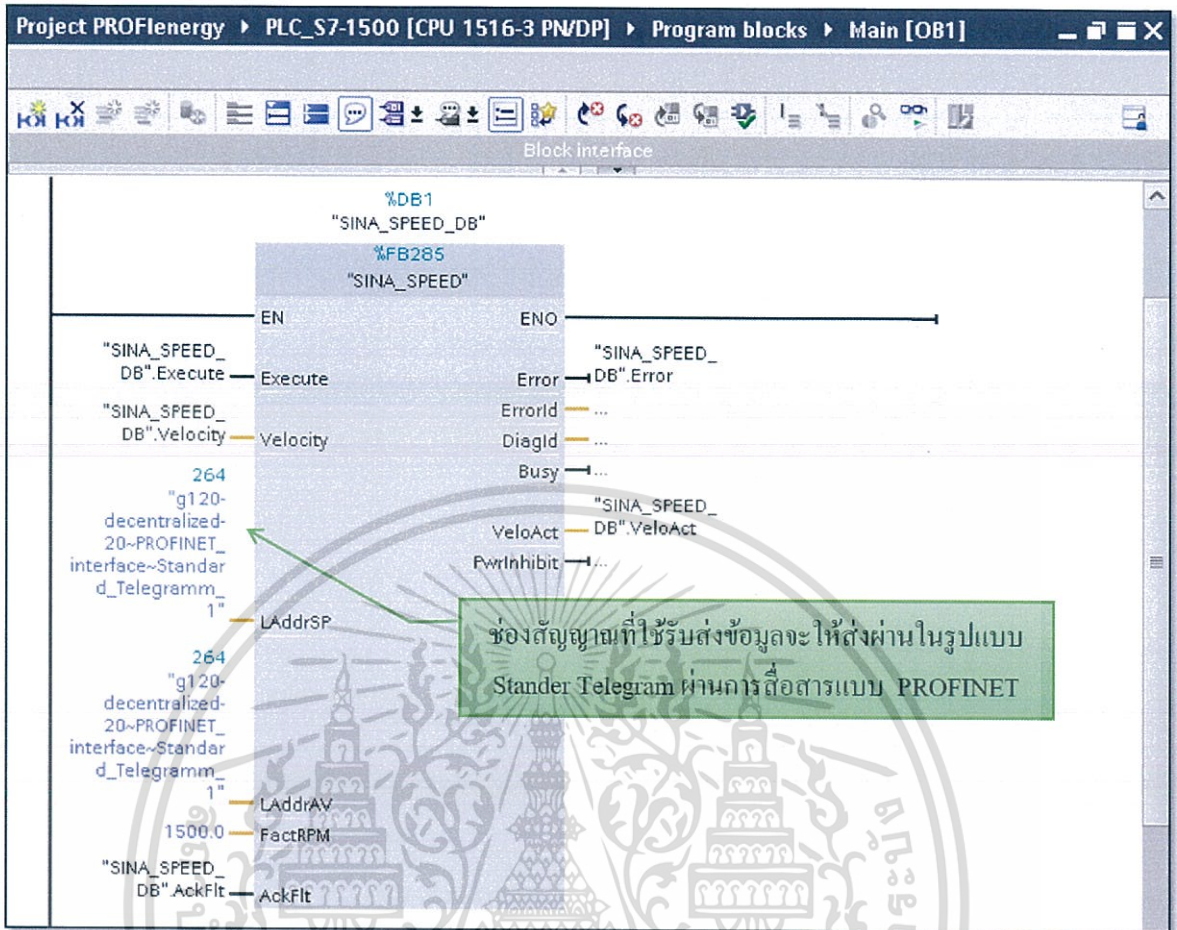 Project PROFIenergy ▸ PLC_S7-1500 [CPU 1516-3 PN/DP] ▸ Program blocks ▸ Main [OB1]
Block interface
%DB1
"SINA_SPEED_DB"
%FB285
"SINA_SPEED"
EN
ENO
"SINA_SPEED_
DB".Execute
Execute
"SINA_SPEED_
DB".Velocity
Velocity
264
"g120-
decentralized-
20~PROFINET_
interface~Standar
d_Telegramm_
1"
LAddrSP
264
"g120-
decentralized-
20~PROFINET_
interface~Standar
d_Telegramm_
1"
LAddrAV
1500.0
FactRPM
"SINA_SPEED_
DB".AckFlt
AckFlt
Error
"SINA_SPEED_
DB".Error
ErrorId
...
DiagId
...
Busy
...
VeloAct
"SINA_SPEED_
DB".VeloAct
PwrInhibit
...
ช่องสัญญาณที่ใช้รับส่งข้อมูลจะให้ส่งผ่านในรูปแบบ
Stander Telegram ผ่านการสื่อสารแบบ PROFINET